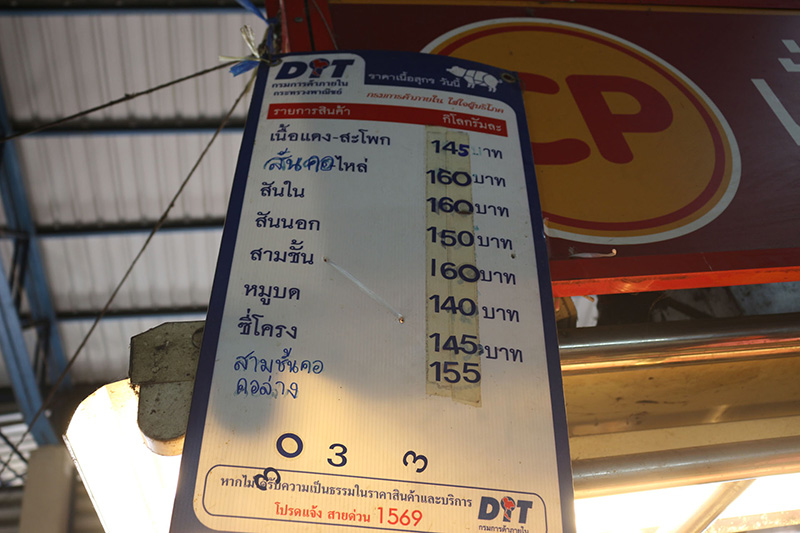 DIT
กรมการค้าภายใน
กระทรวงพาณิชย์
ราคาเนื้อสุกร วันนี้
กรมการค้าภายใน ใส่ใจผู้บริโภค
รายการสินค้า กิโลกรัมละ
เนื้อแดง-สะโพก 145 บาท
สันคอไหล่ 160 บาท
สันใน 160 บาท
สันนอก 150 บาท
สามชั้น 160 บาท
หมูบด 140 บาท
ซี่โครง 145 บาท
สามชั้นคอ 155
คอล่าง
0 3 3 3
หากไม่ได้รับความเป็นธรรมในราคาสินค้าและบริการ
โปรดแจ้ง สายด่วน 1569
DIT
กรมการค้าภายใน
CP